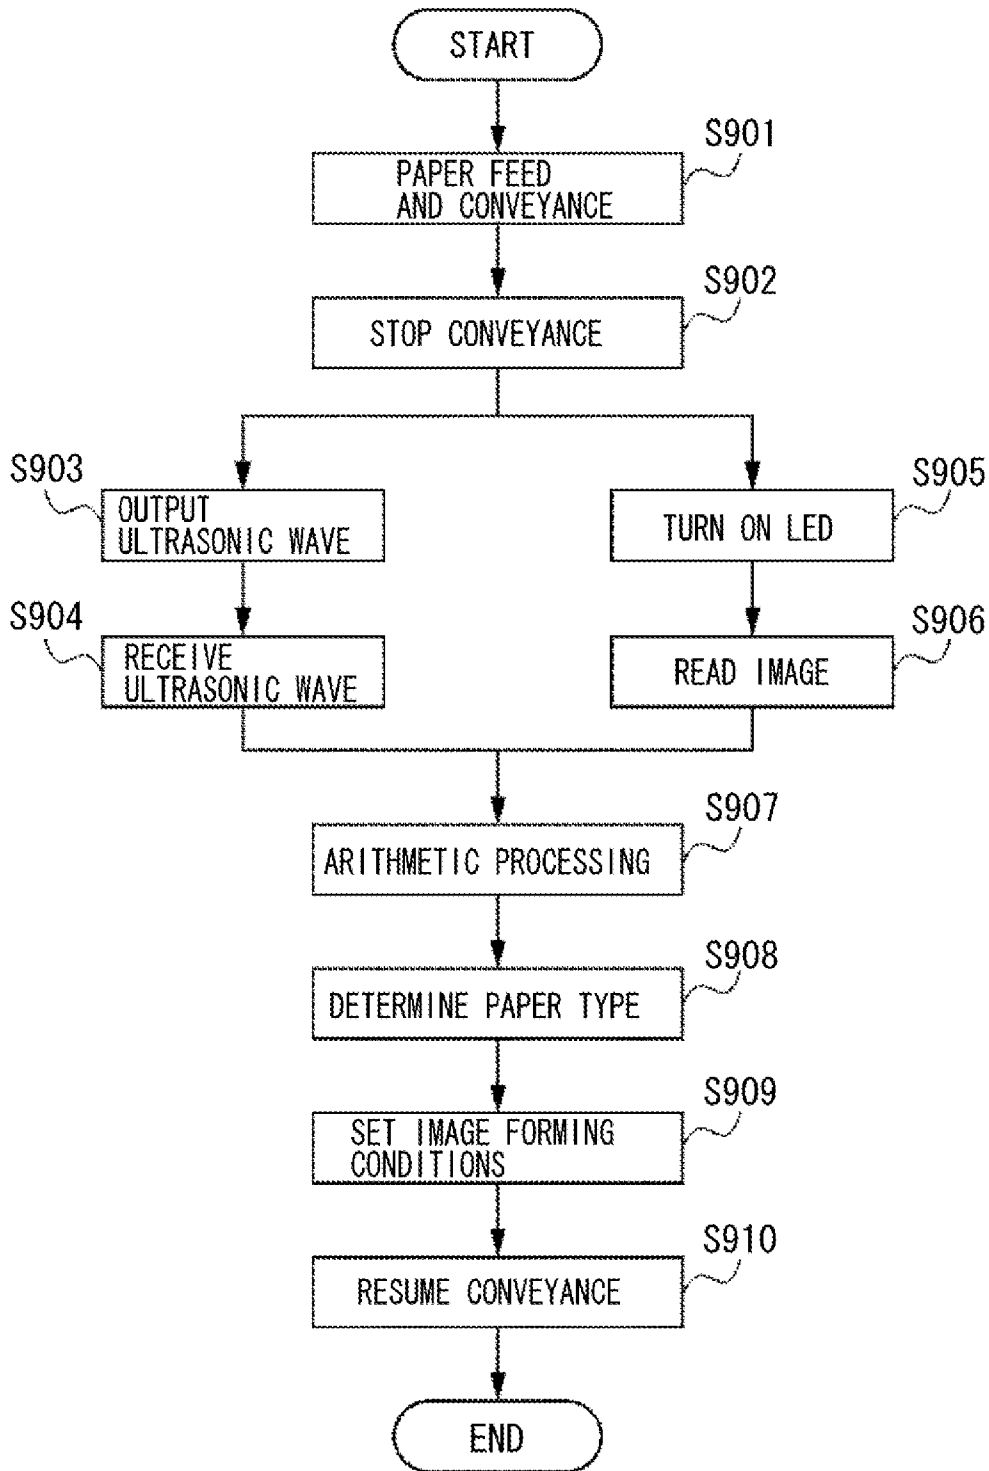 START
S901
PAPER FEED
AND CONVEYANCE
S902
STOP CONVEYANCE
S903
OUTPUT
ULTRASONIC WAVE
S905
TURN ON LED
S904
RECEIVE
ULTRASONIC WAVE
S906
READ IMAGE
S907
ARITHMETIC PROCESSING
S908
DETERMINE PAPER TYPE
S909
SET IMAGE FORMING
CONDITIONS
S910
RESUME CONVEYANCE
END